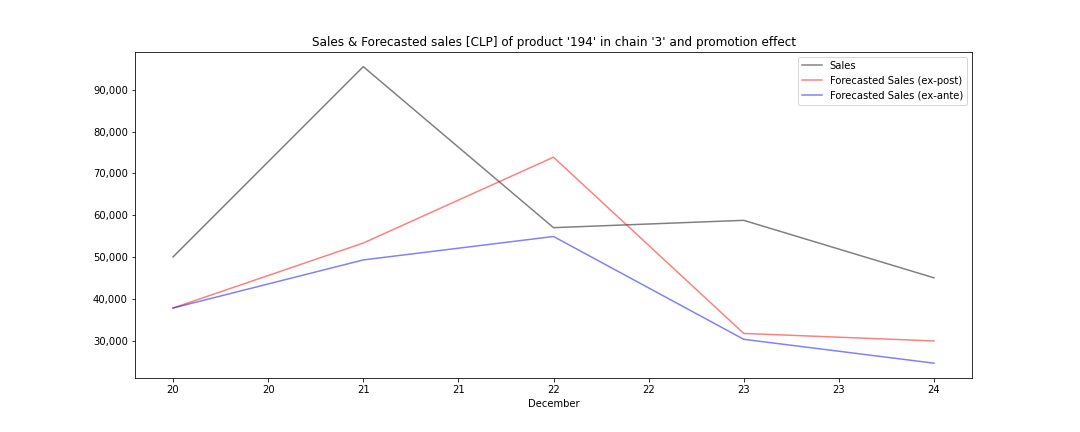 Sales & Forecasted sales [CLP] of product '194' in chain '3' and promotion effect
Sales
Forecasted Sales (ex-post)
Forecasted Sales (ex-ante)
90,000
80,000
70,000
60,000
50,000
40,000
30,000
20 20 21 21 22 22 23 23 24
December